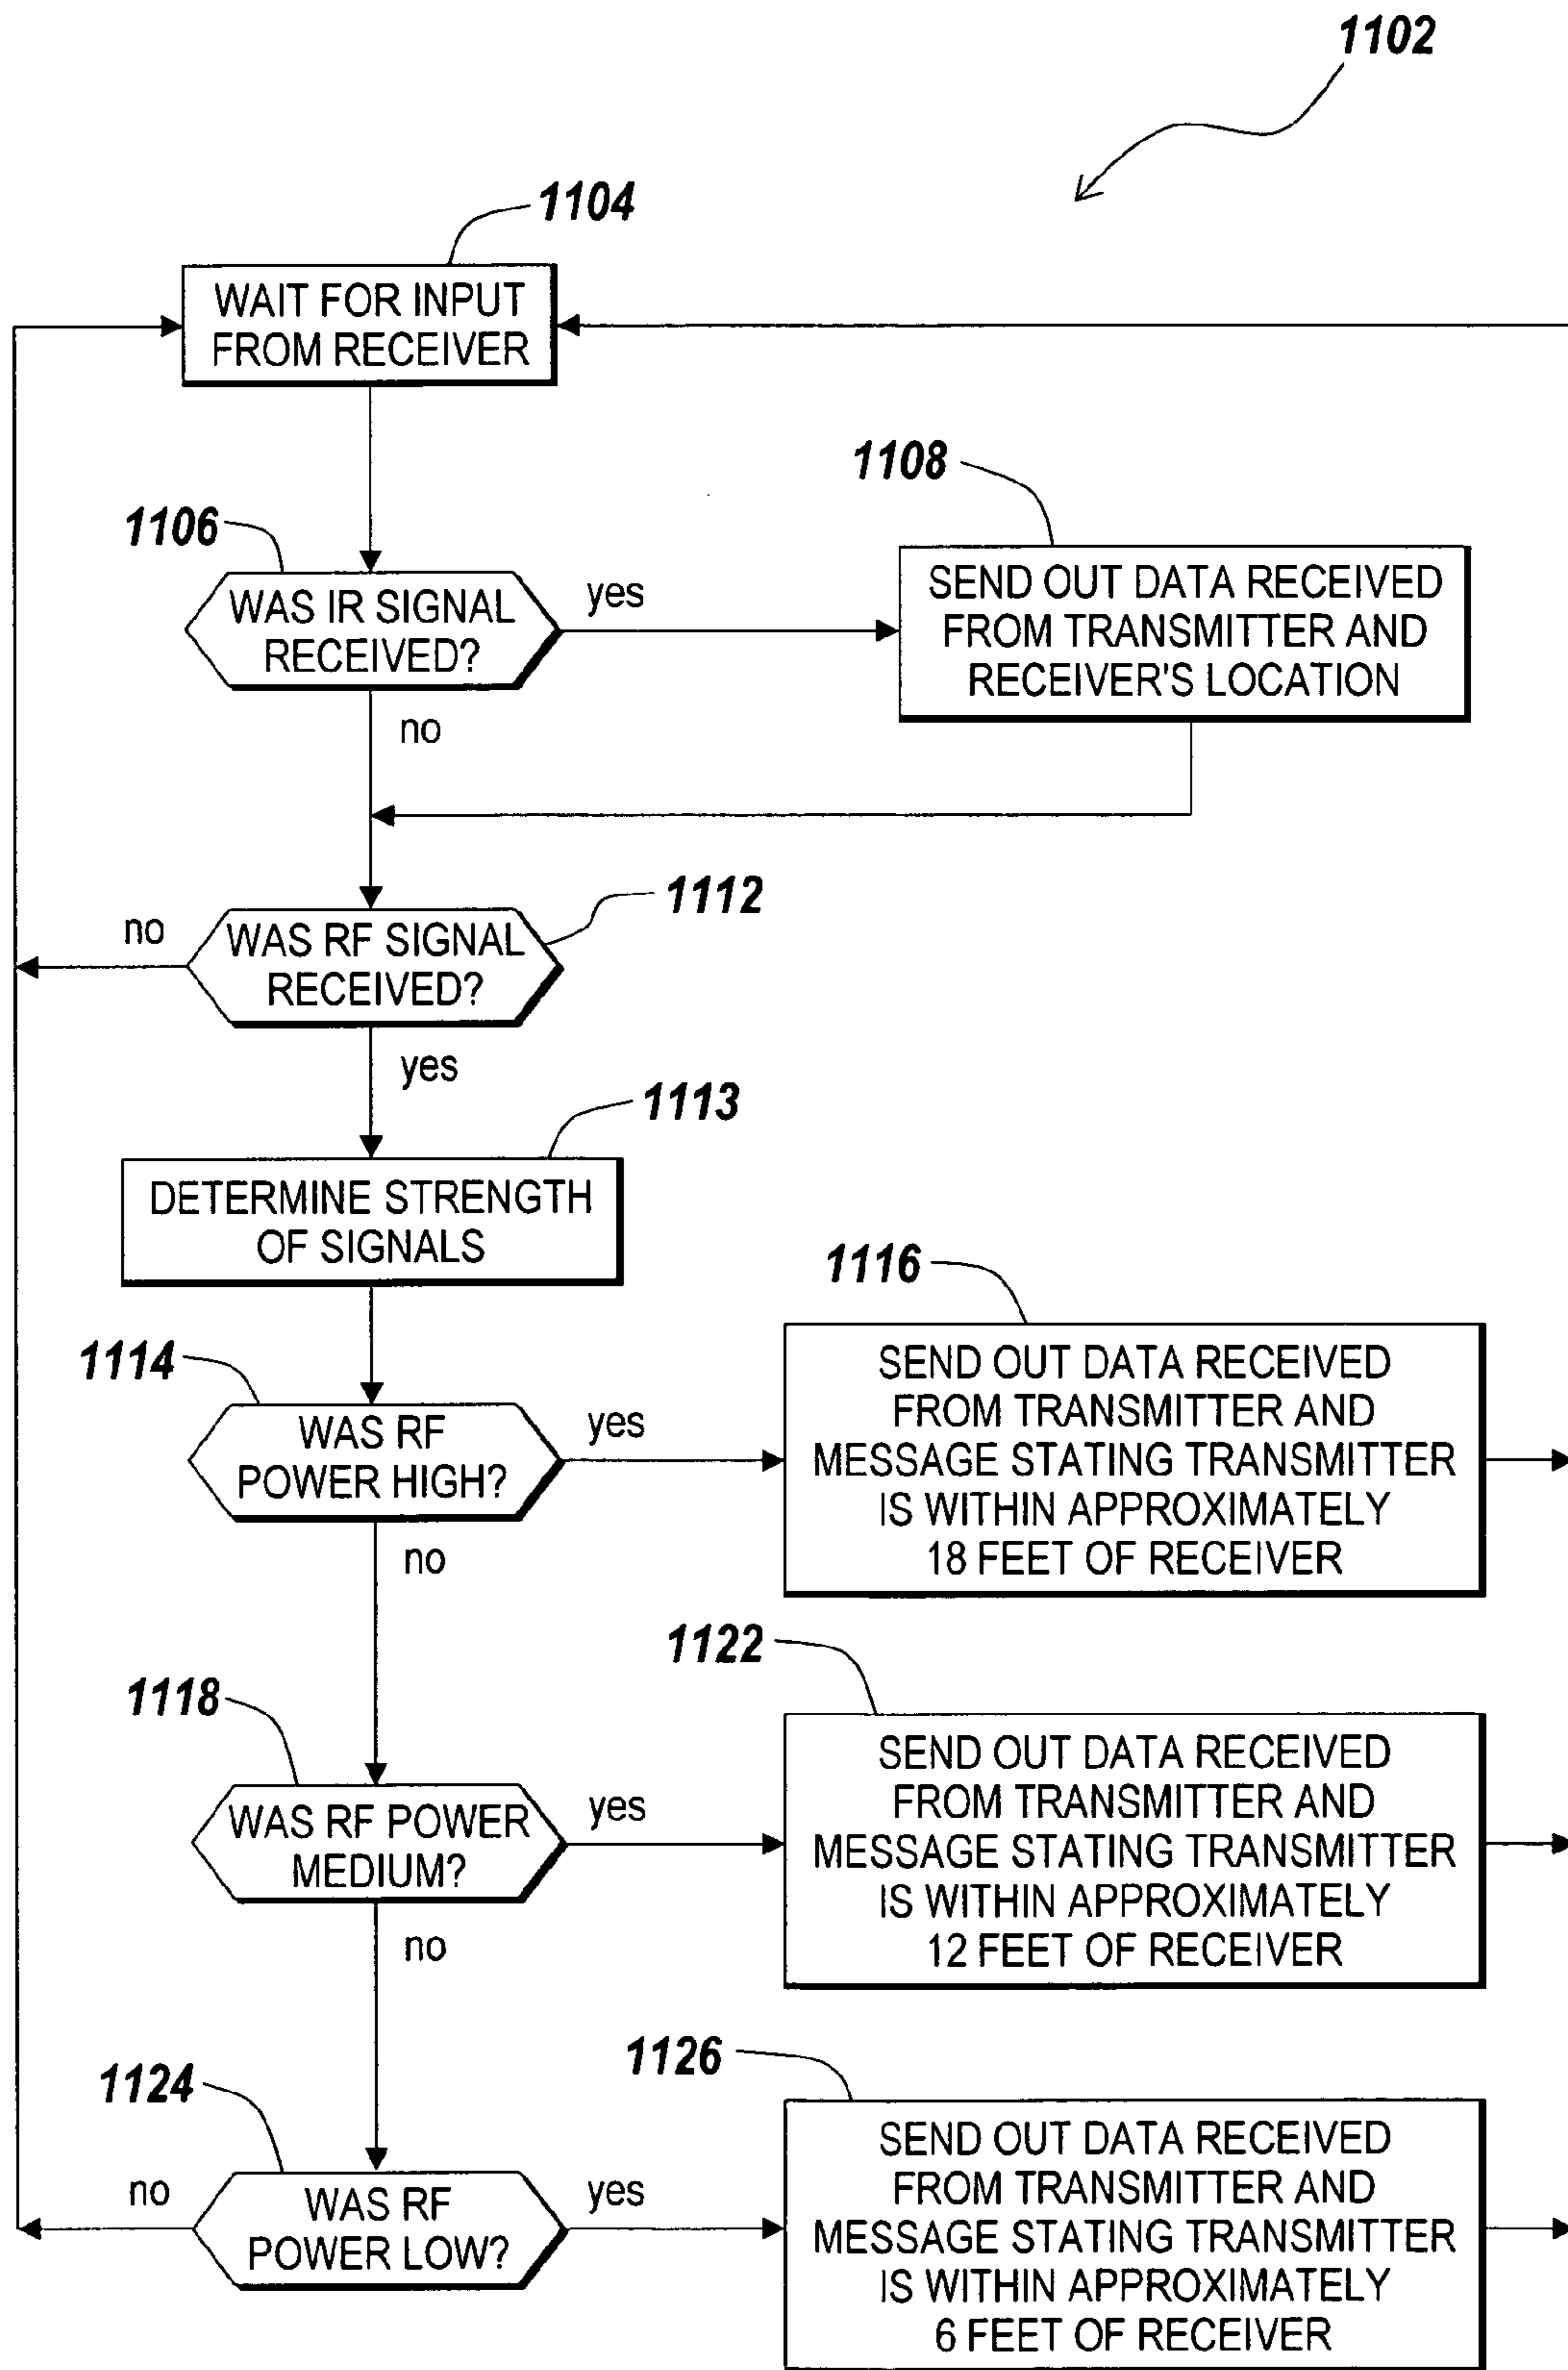 1102
1104
WAIT FOR INPUT
FROM RECEIVER
1108
1106
WAS IR SIGNAL
RECEIVED?
yes
SEND OUT DATA RECEIVED
FROM TRANSMITTER AND
RECEIVER'S LOCATION
no
1112
no
WAS RF SIGNAL
RECEIVED?
yes
1113
DETERMINE STRENGTH
OF SIGNALS
1116
1114
WAS RF
POWER HIGH?
yes
SEND OUT DATA RECEIVED
FROM TRANSMITTER AND
MESSAGE STATING TRANSMITTER
IS WITHIN APPROXIMATELY
18 FEET OF RECEIVER
no
1122
1118
WAS RF POWER
MEDIUM?
yes
SEND OUT DATA RECEIVED
FROM TRANSMITTER AND
MESSAGE STATING TRANSMITTER
IS WITHIN APPROXIMATELY
12 FEET OF RECEIVER
no
1126
1124
no
WAS RF
POWER LOW?
yes
SEND OUT DATA RECEIVED
FROM TRANSMITTER AND
MESSAGE STATING TRANSMITTER
IS WITHIN APPROXIMATELY
6 FEET OF RECEIVER